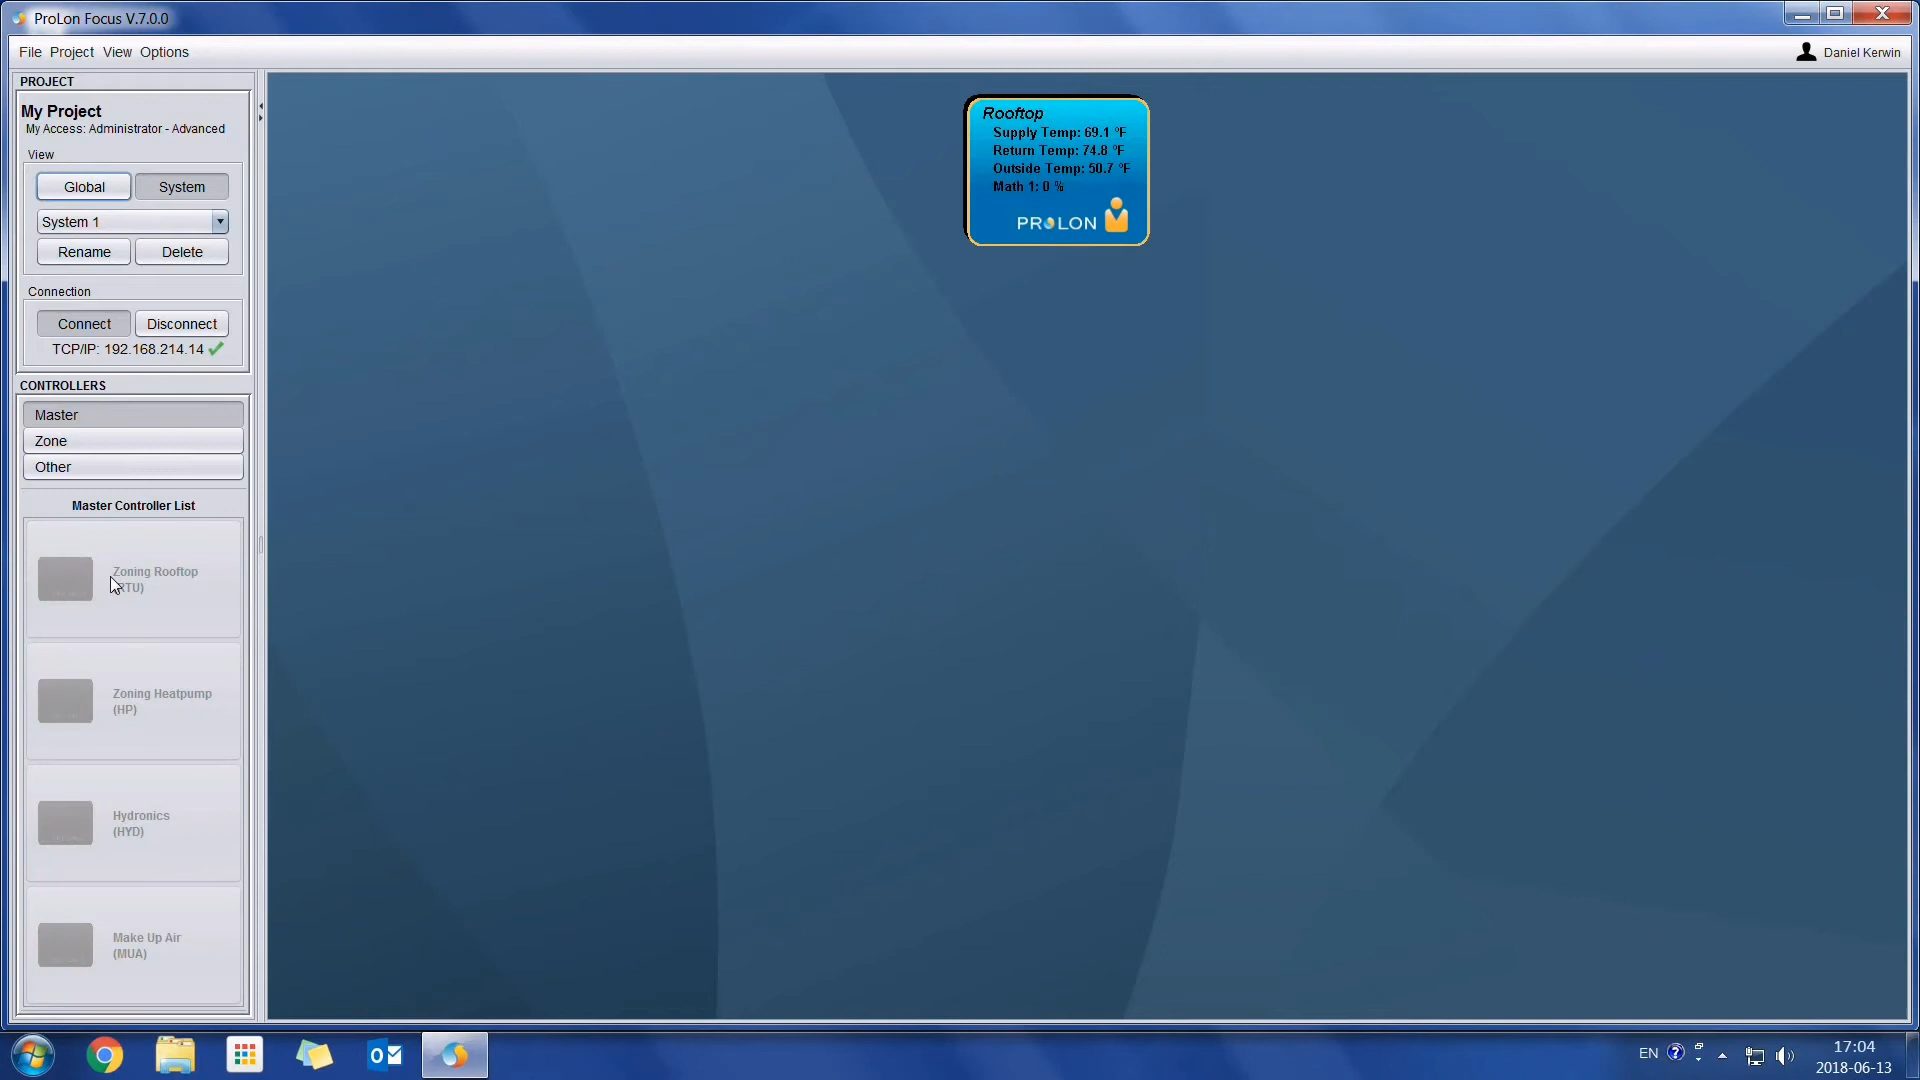 ProLon Focus V.7.0.0
File Project View Options
Daniel Kerwin
PROJECT
My Project
My Access: Administrator - Advanced
View
Global System
System 1
Rename Delete
Connection
Connect Disconnect
TCP/IP: 192.168.214.14
CONTROLLERS
Master
Zone
Other
Master Controller List
Zoning Rooftop
(RTU)
Zoning Heatpump
(HP)
Hydronics
(HYD)
Make Up Air
(MUA)
Rooftop
Supply Temp: 69.1 °F
Return Temp: 74.8 °F
Outside Temp: 50.7 °F
Math 1: 0 %
PROLON
EN
17:04
2018-06-13